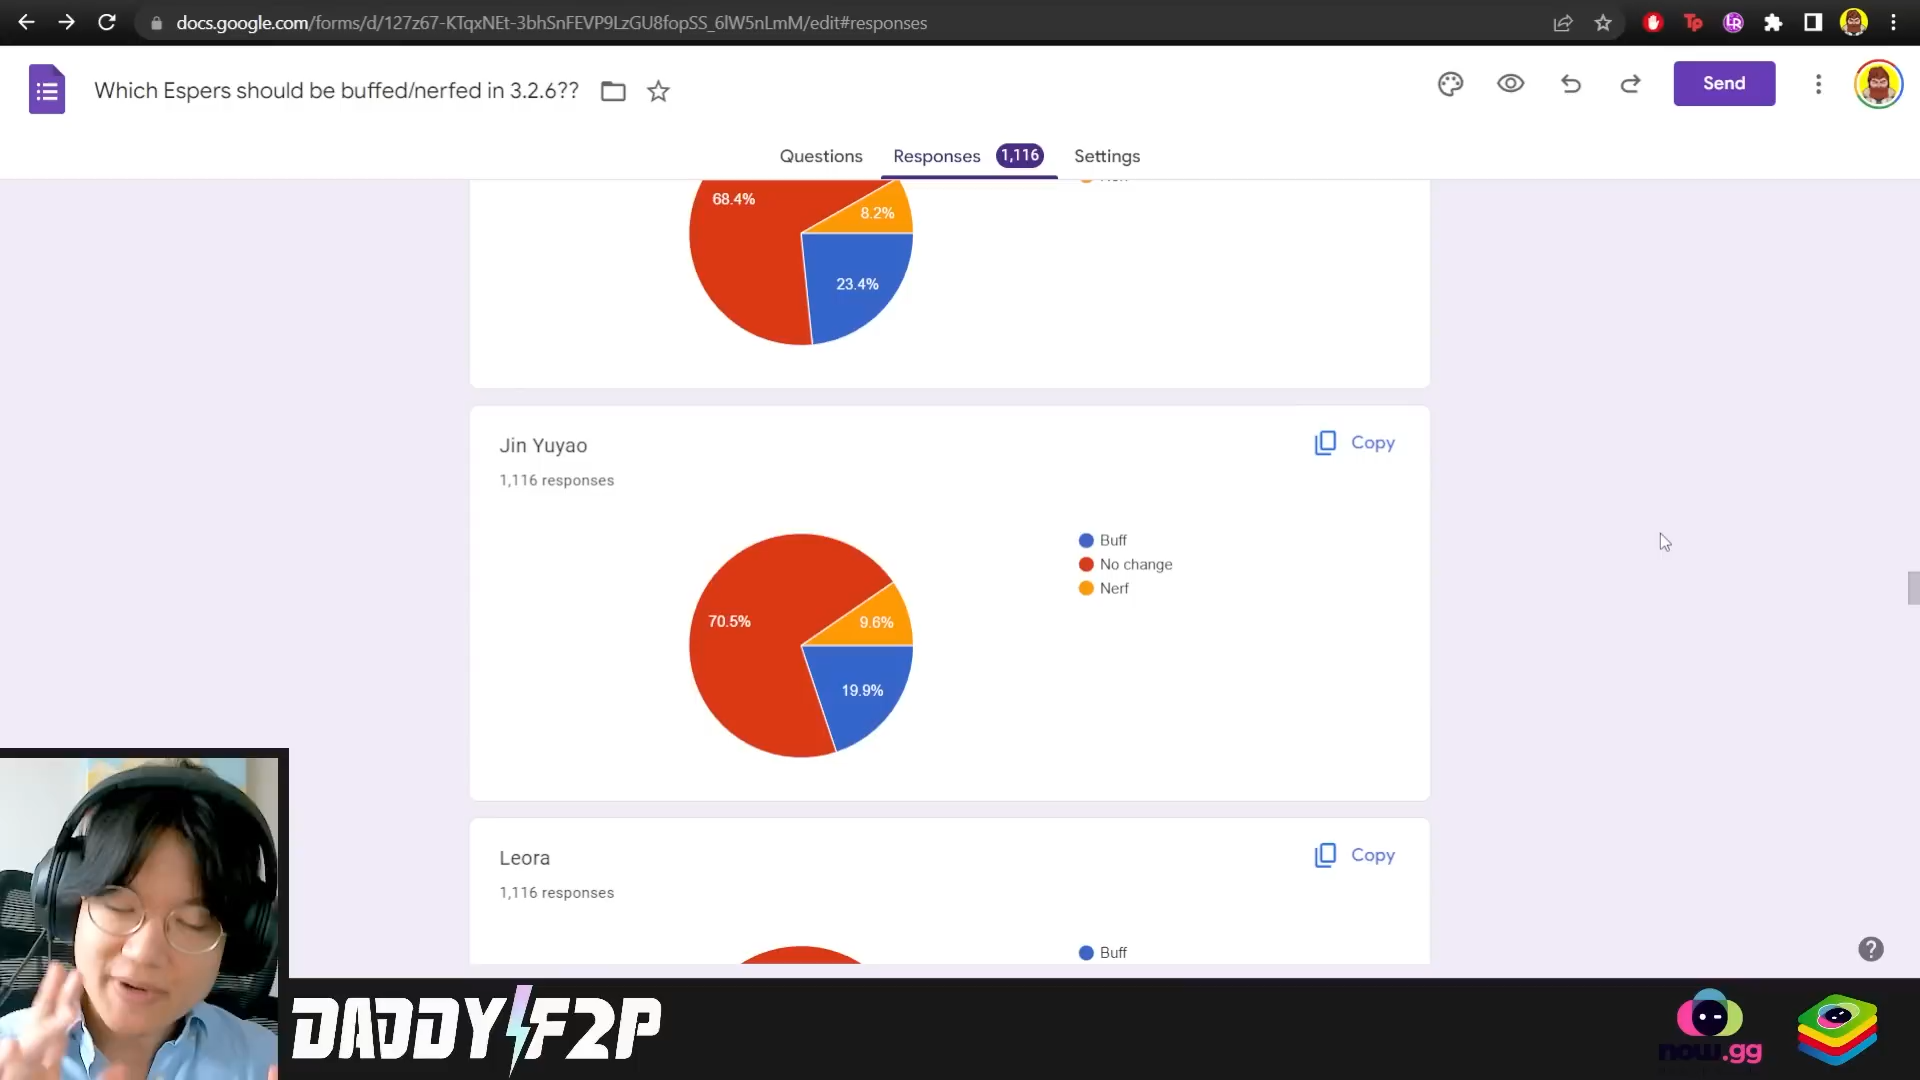 docs.google.com/forms/d/127z67-KTqxNEt-3bhSnFEVP9LzGU8fopSS_6lW5nLmM/edit#responses
Tp
LR
Which Espers should be buffed/nerfed in 3.2.6??
Send
Questions
Responses
1,116
Settings
68.4%
8.2%
23.4%
Jin Yuyao
Copy
1,116 responses
Buff
No change
Nerf
70.5%
9.6%
19.9%
Leora
Copy
1,116 responses
Buff
DADDY F2P
now.gg